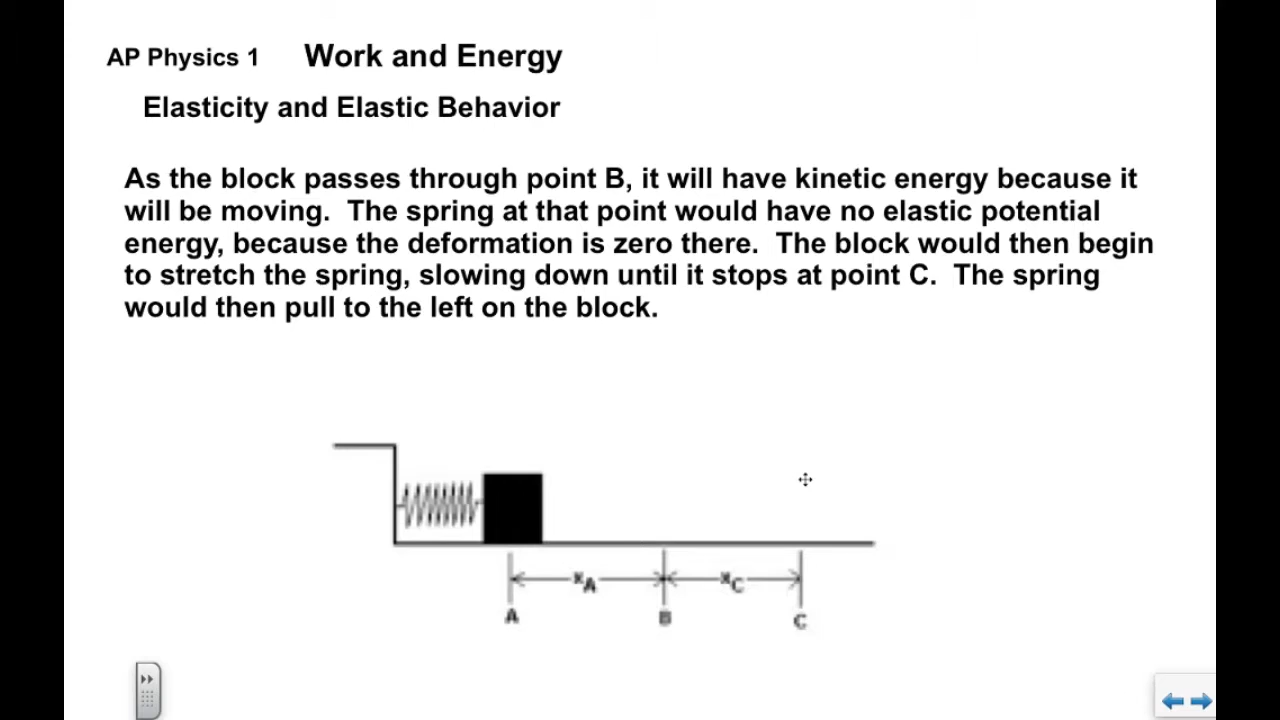 AP Physics 1 Work and Energy
Elasticity and Elastic Behavior
As the block passes through point B, it will have kinetic energy because it
will be moving. The spring at that point would have no elastic potential
energy, because the deformation is zero there. The block would then begin
to stretch the spring, slowing down until it stops at point C. The spring
would then pull to the left on the block.
xA xC
A B C